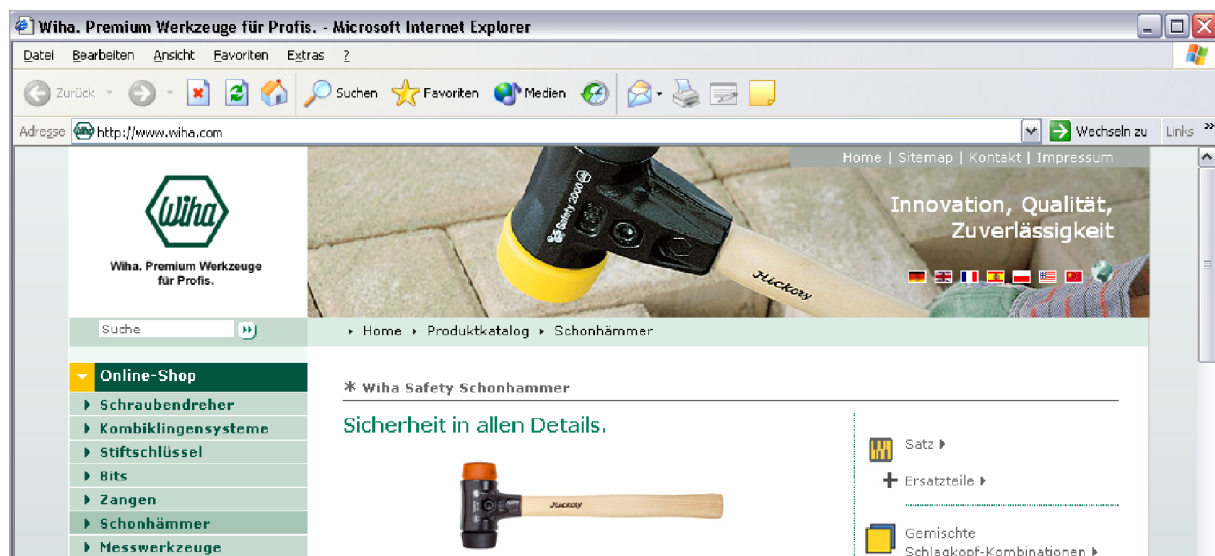 Wiha. Premium Werkzeuge für Profis. - Microsoft Internet Explorer
Datei Bearbeiten Ansicht Favoriten Extras ?
Zurück Suchen Favoriten Medien
Adresse http://www.wiha.com Wechseln zu Links »
Home | Sitemap | Kontakt | Impressum
Wiha
Safety 2000
Hickory
Innovation, Qualität,
Zuverlässigkeit
Wiha. Premium Werkzeuge
für Profis.
Suche
Home Produktkatalog Schonhämmer
Online-Shop
Schraubendreher
Kombiklingensysteme
Stiftschlüssel
Bits
Zangen
Schonhämmer
Messwerkzeuge
* Wiha Safety Schonhammer
Sicherheit in allen Details.
Hickory
Satz
Ersatzteile
Gemischte
Schlagkopf-Kombinationen